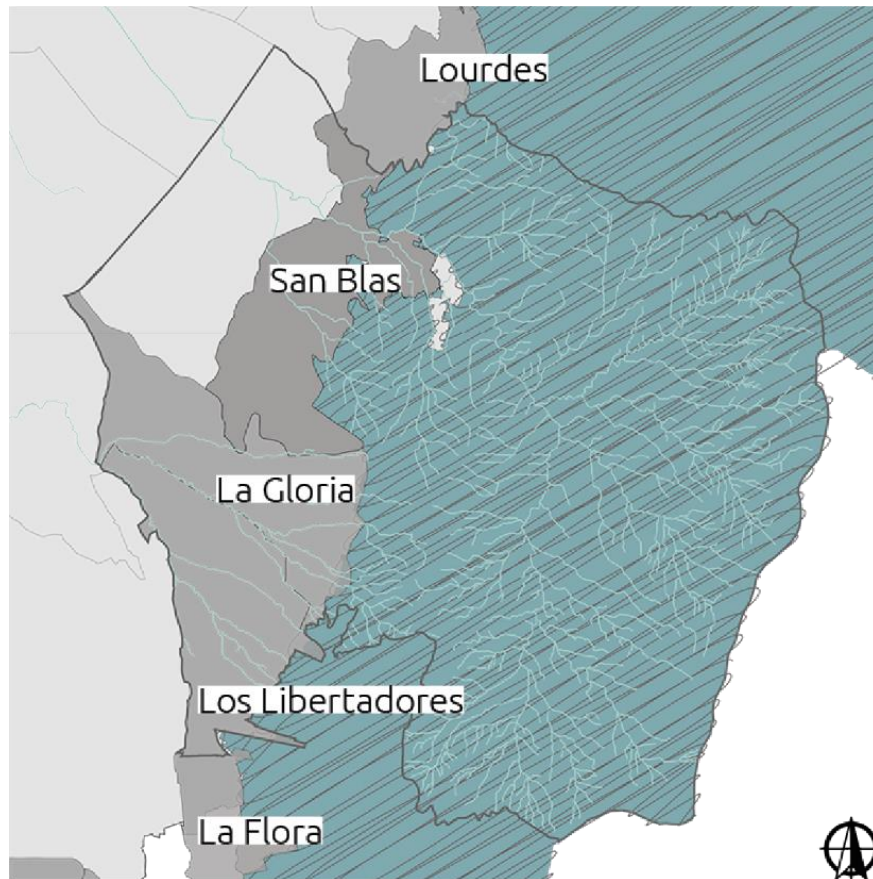 Lourdes
San Blas
La Gloria
Los Libertadores
La Flora